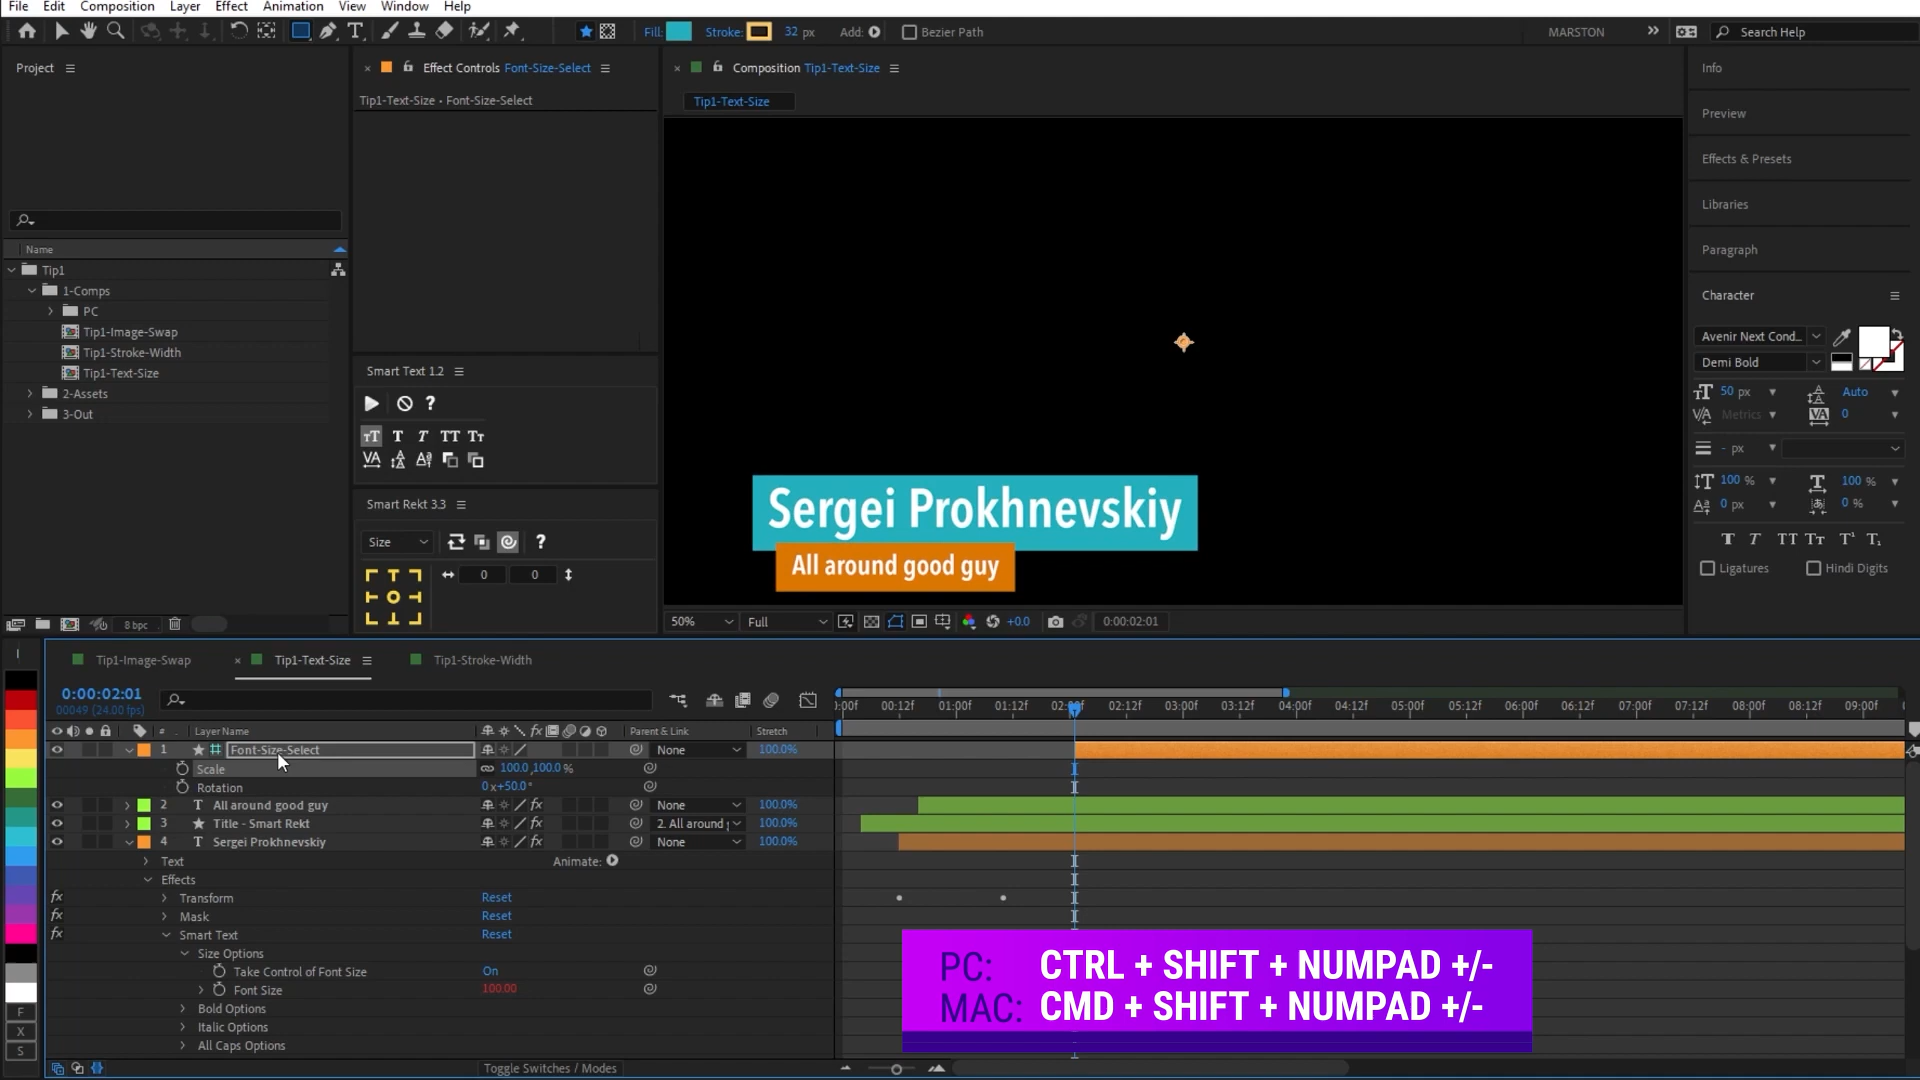 File Edit Composition Layer Effect Animation View Window Help
Fill: Stroke: 32 px Add: Bezier Path MARSTON Search Help
Project
Effect Controls Font-Size-Select
Composition Tip1-Text-Size
Info
Tip1-Text-Size • Font-Size-Select
Tip1-Text-Size
Preview
Effects & Presets
Libraries
Paragraph
Character
Name
Tip1
1-Comps
PC
Tip1-Image-Swap
Tip1-Stroke-Width
Tip1-Text-Size
2-Assets
3-Out
8 bpc
Smart Text 1.2
Smart Rekt 3.3
Size
0 0
Sergei Prokhnevskiy
All around good guy
50% Full +0.0 0:00:02:01
Avenir Next Cond...
Demi Bold
50 px Auto
Metrics 0
- px
100 % 100 %
0 px 0 %
Ligatures Hindi Digits
Tip1-Image-Swap Tip1-Text-Size Tip1-Stroke-Width
0:00:02:01
00049 (24.00 fps)
00f 00:12f 01:00f 01:12f 02:00f 02:12f 03:00f 03:12f 04:00f 04:12f 05:00f 05:12f 06:00f 06:12f 07:00f 07:12f 08:00f 08:12f 09:00f
# Layer Name Parent & Link Stretch
1 Font-Size-Select None 100.0%
Scale 100.0,100.0 %
Rotation 0x+50.0°
2 All around good guy None 100.0%
3 Title - Smart Rekt 2. All around 100.0%
4 Sergei Prokhnevskiy None 100.0%
Text Animate:
Effects
Transform Reset
Mask Reset
Smart Text Reset
Size Options
Take Control of Font Size On
Font Size 100.00
Bold Options
Italic Options
All Caps Options
Toggle Switches / Modes
F
X
S
PC: CTRL + SHIFT + NUMPAD +/-
MAC: CMD + SHIFT + NUMPAD +/-